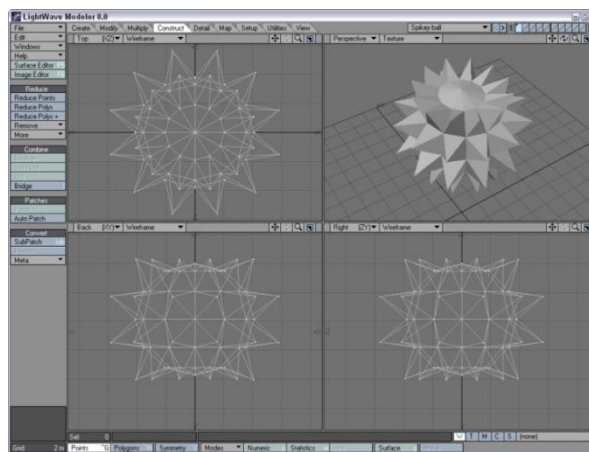 LightWave Modeler 8.0
File
Edit
Windows
Help
Surface Editor
Image Editor
Create Modify Multiply Construct Detail Map Setup Utilities View
Spikey ball
Top (XZ) Wireframe
Perspective Texture
Reduce
Reduce Points
Reduce Polys
Reduce Polys +
Remove
More
Combine
Bridge
Patches
Auto Patch
Convert
SubPatch
Meta
Back (XY) Wireframe
Right (ZY) Wireframe
Sel: 0
W T M C S (none)
Grid: 2 m
Points Polygons Symmetry Modes Numeric Statistics Surface